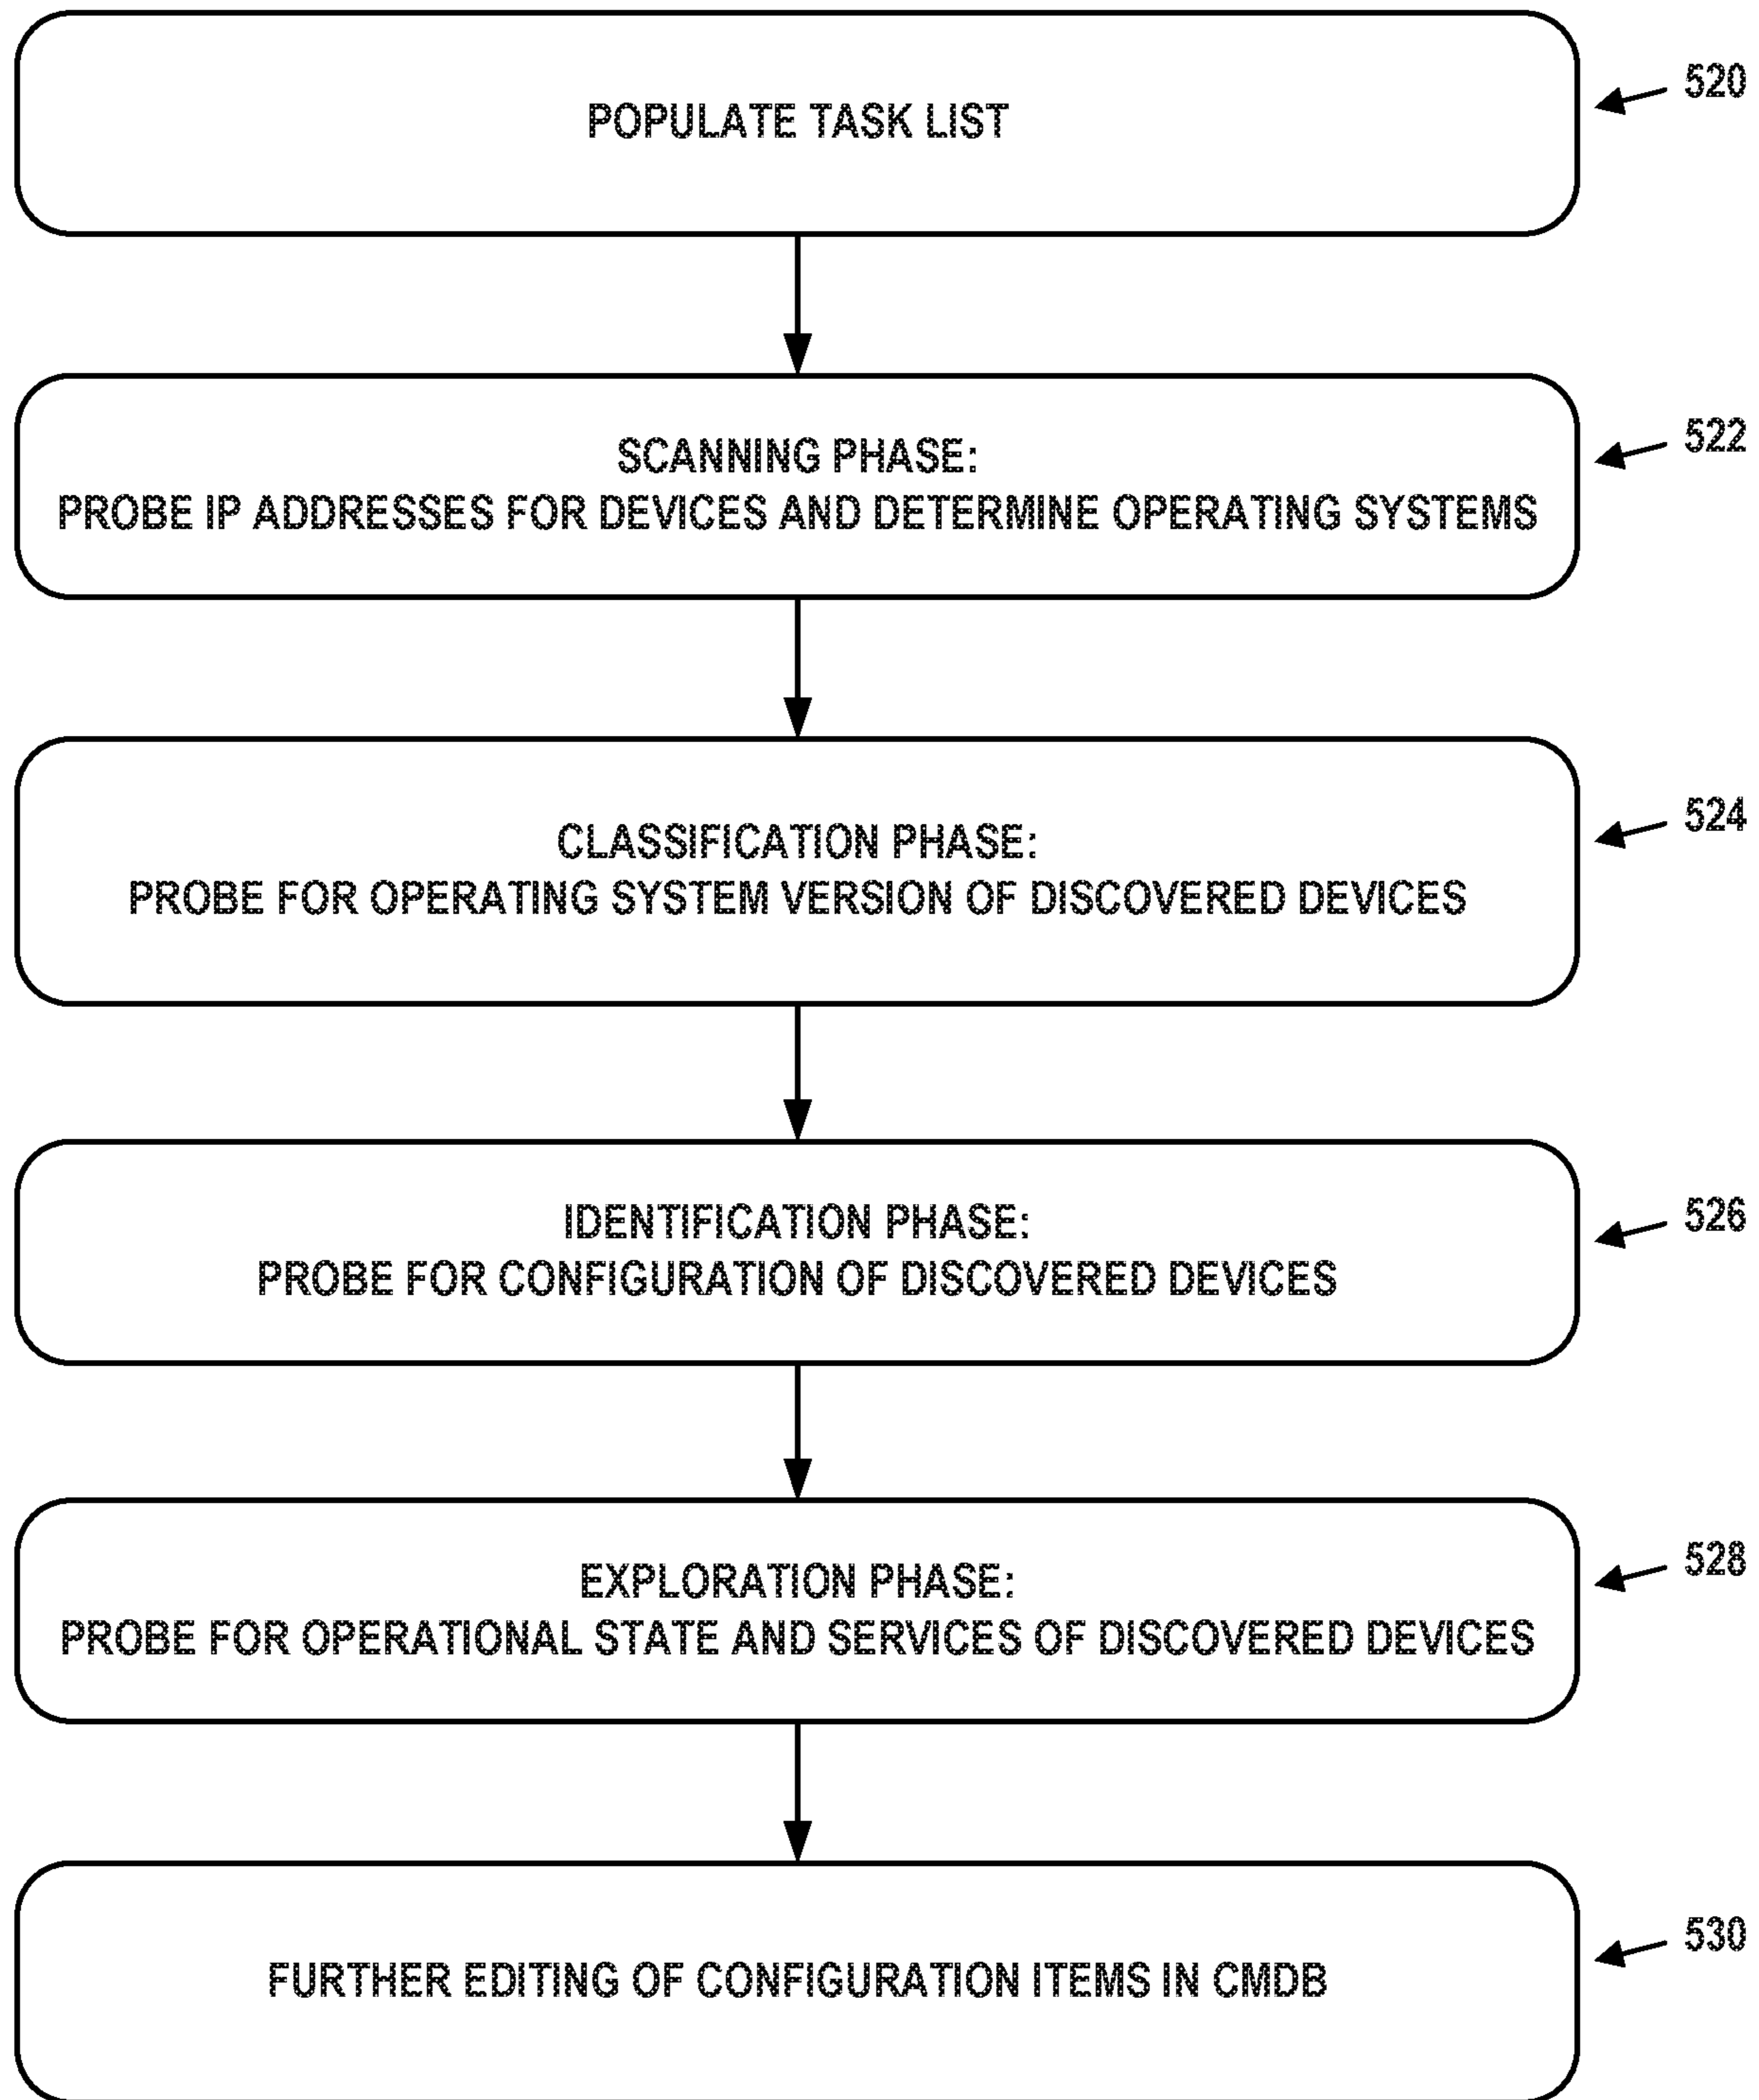 POPULATE TASK LIST
520
SCANNING PHASE:
PROBE IP ADDRESSES FOR DEVICES AND DETERMINE OPERATING SYSTEMS
522
CLASSIFICATION PHASE:
PROBE FOR OPERATING SYSTEM VERSION OF DISCOVERED DEVICES
524
IDENTIFICATION PHASE:
PROBE FOR CONFIGURATION OF DISCOVERED DEVICES
526
EXPLORATION PHASE:
PROBE FOR OPERATIONAL STATE AND SERVICES OF DISCOVERED DEVICES
528
FURTHER EDITING OF CONFIGURATION ITEMS IN CMDB
530